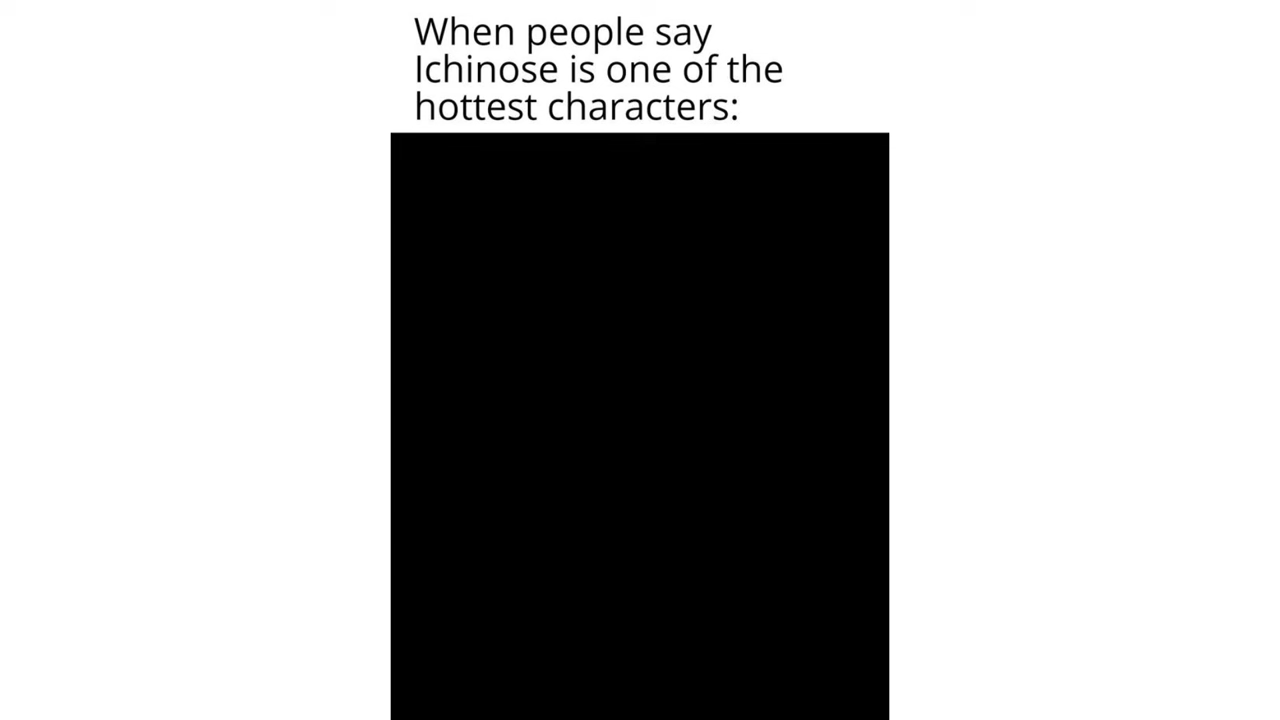 When people say
Ichinose is one of the
hottest characters: